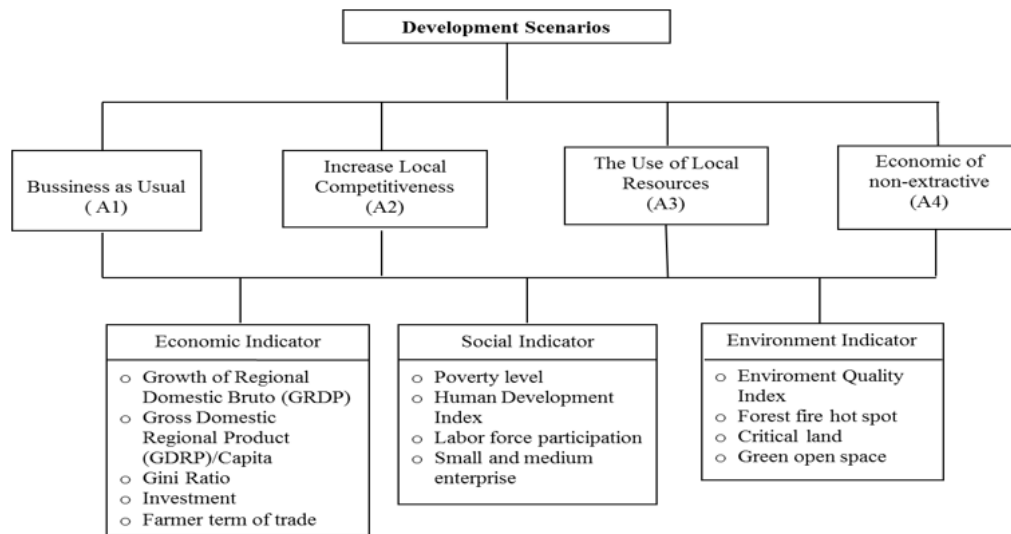 Development Scenarios
Bussiness as Usual
( A1)
Increase Local
Competitiveness
(A2)
The Use of Local
Resources
(A3)
Economic of
non-extractive
(A4)
Economic Indicator
o Growth of Regional
Domestic Bruto (GRDP)
o Gross Domestic
Regional Product
(GDRP)/Capita
o Gini Ratio
o Investment
o Farmer term of trade
Social Indicator
o Poverty level
o Human Development
Index
o Labor force participation
o Small and medium
enterprise
Environment Indicator
o Enviroment Quality
Index
o Forest fire hot spot
o Critical land
o Green open space